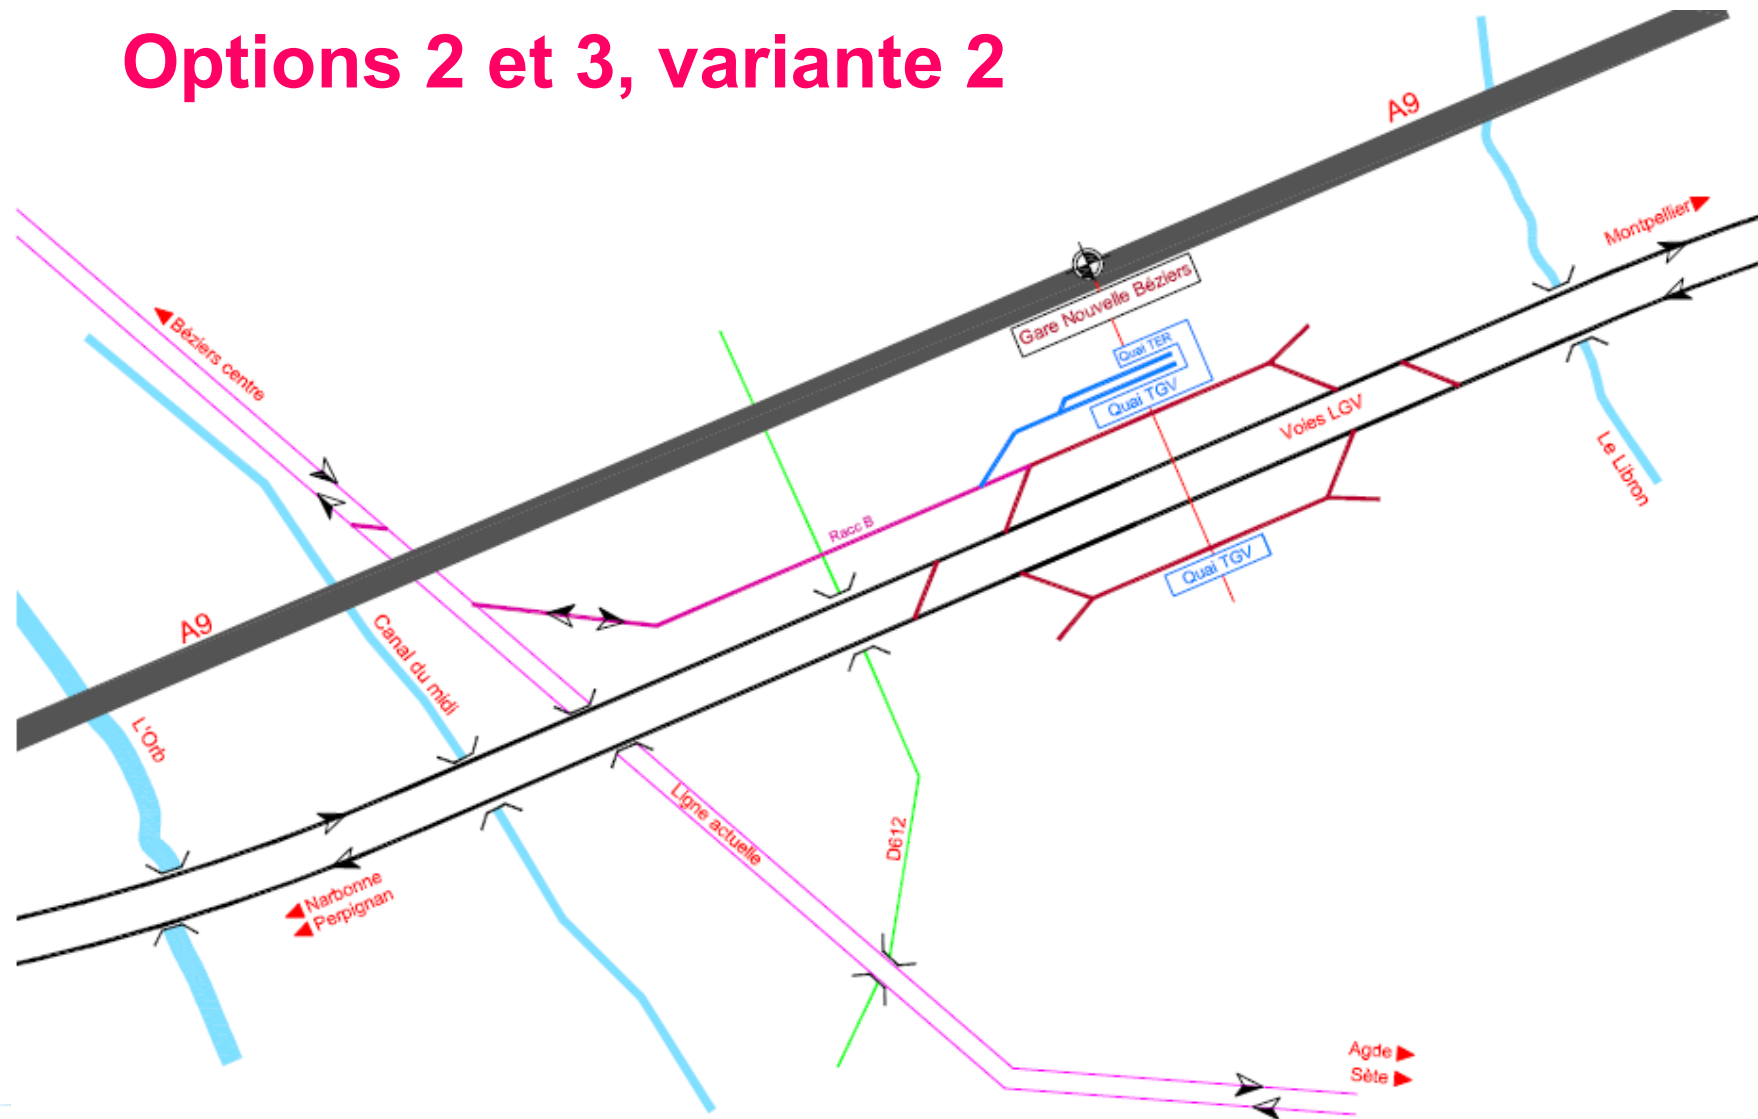 Options 2 et 3, variante 2
A9
Montpellier
Gare Nouvelle Béziers
Béziers centre
Quai TER
Quai TGV
Voies LGV
Le Libron
Racc B
Quai TGV
A9
Canal du midi
L'Orb
Ligne actuelle
D612
Narbonne
Perpignan
Agde
Sète